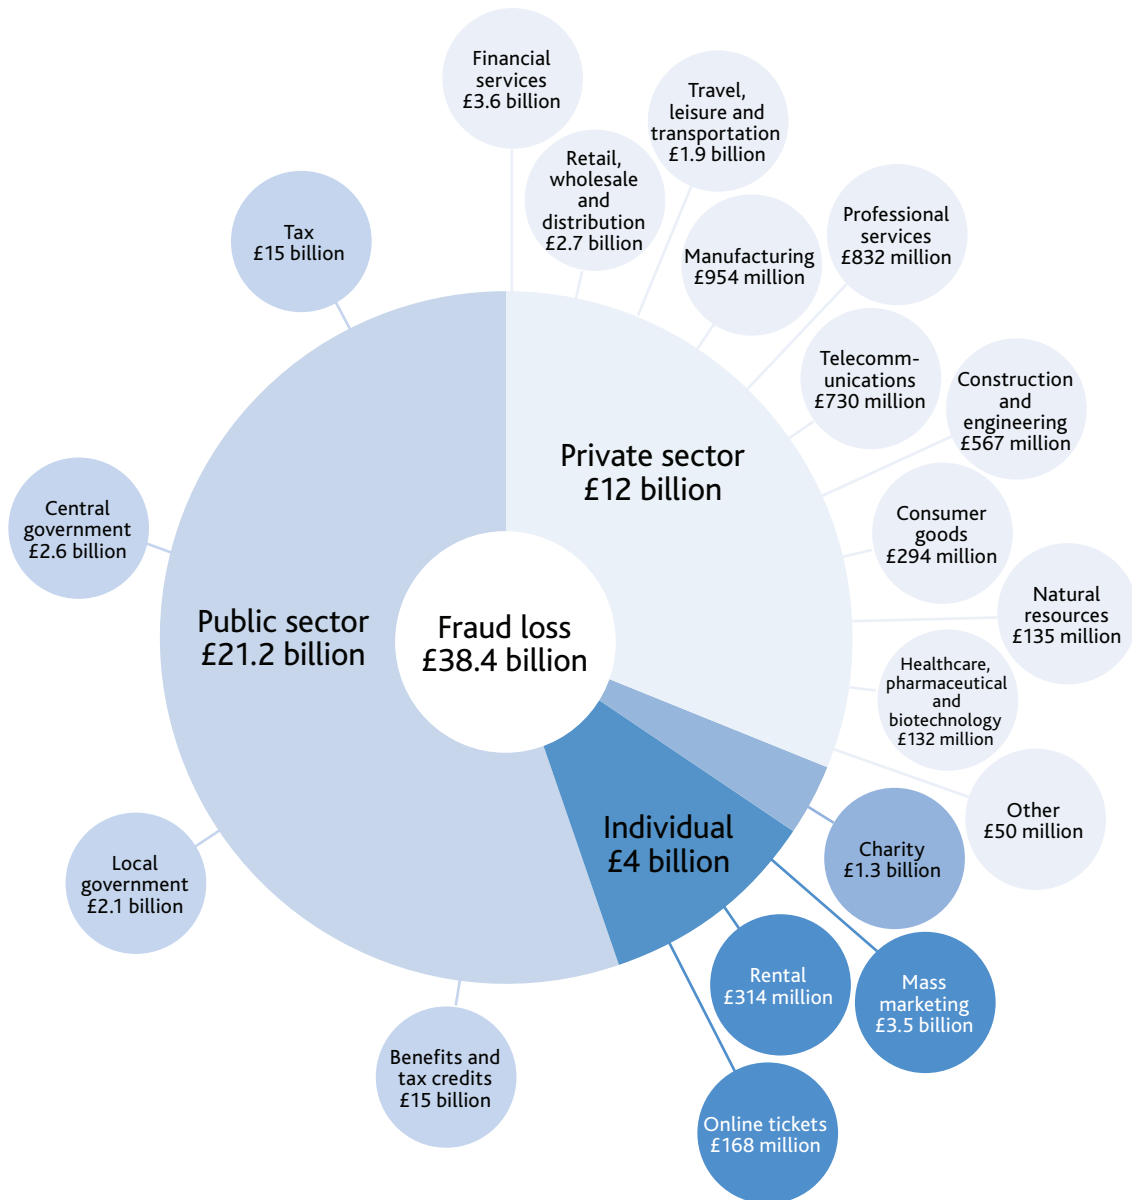 Financial
services
£3.6 billion
Travel,
leisure and
transportation
£1.9 billion
Retail,
wholesale
and
distribution
£2.7 billion
Professional
services
£832 million
Tax
£15 billion
Manufacturing
£954 million
Telecomm-
unications
£730 million
Construction
and
engineering
£567 million
Private sector
£12 billion
Central
government
£2.6 billion
Consumer
goods
£294 million
Natural
resources
£135 million
Public sector
£21.2 billion
Fraud loss
£38.4 billion
Healthcare,
pharmaceutical
and
biotechnology
£132 million
Other
£50 million
Individual
£4 billion
Charity
£1.3 billion
Local
government
£2.1 billion
Rental
£314 million
Mass
marketing
£3.5 billion
Benefits and
tax credits
£15 billion
Online tickets
£168 million